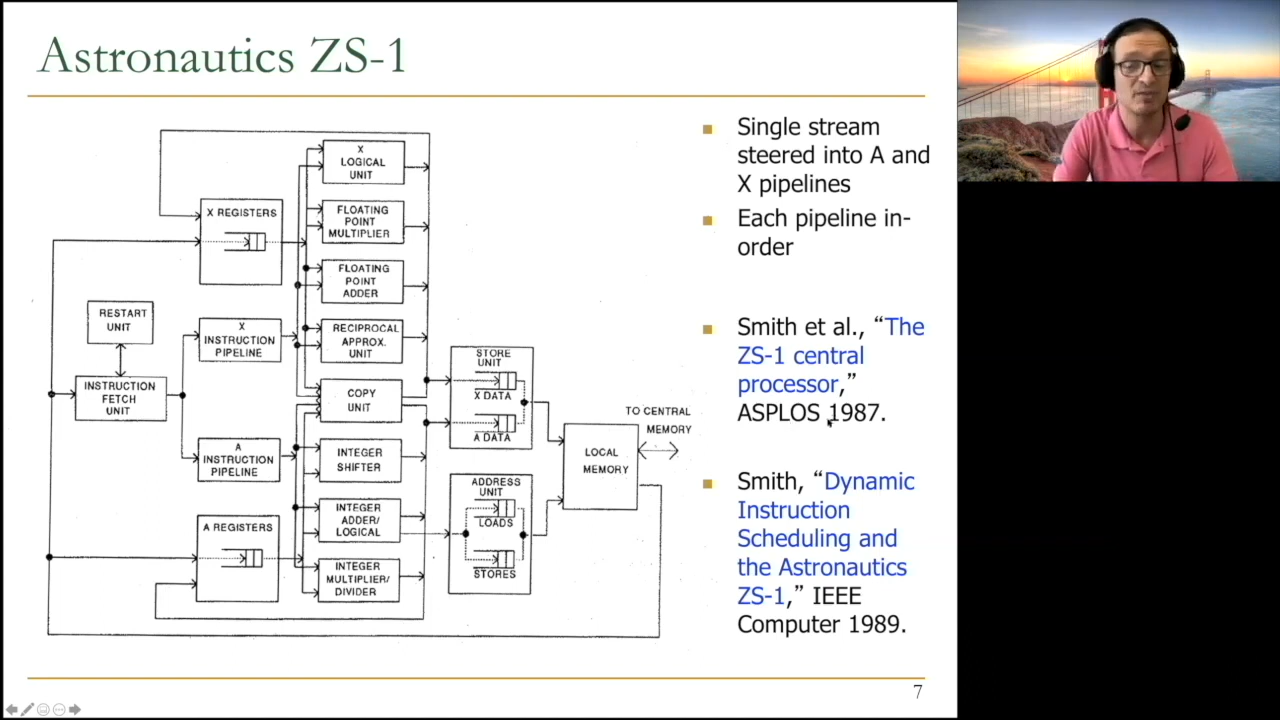 Astronautics ZS-1
X
LOGICAL
UNIT
X REGISTERS
FLOATING
POINT
MULTIPLIER
FLOATING
POINT
ADDER
RESTART
UNIT
X
INSTRUCTION
PIPELINE
RECIPROCAL
APPROX.
UNIT
INSTRUCTION
FETCH
UNIT
COPY
UNIT
STORE
UNIT
X DATA
A DATA
TO CENTRAL
MEMORY
A
INSTRUCTION
PIPELINE
INTEGER
SHIFTER
LOCAL
MEMORY
A REGISTERS
INTEGER
ADDER/
LOGICAL
ADDRESS
UNIT
LOADS
STORES
INTEGER
MULTIPLIER/
DIVIDER
Single stream
steered into A and
X pipelines
Each pipeline in-
order
Smith et al., “The
ZS-1 central
processor,”
ASPLOS 1987.
Smith, “Dynamic
Instruction
Scheduling and
the Astronautics
ZS-1,” IEEE
Computer 1989.
7